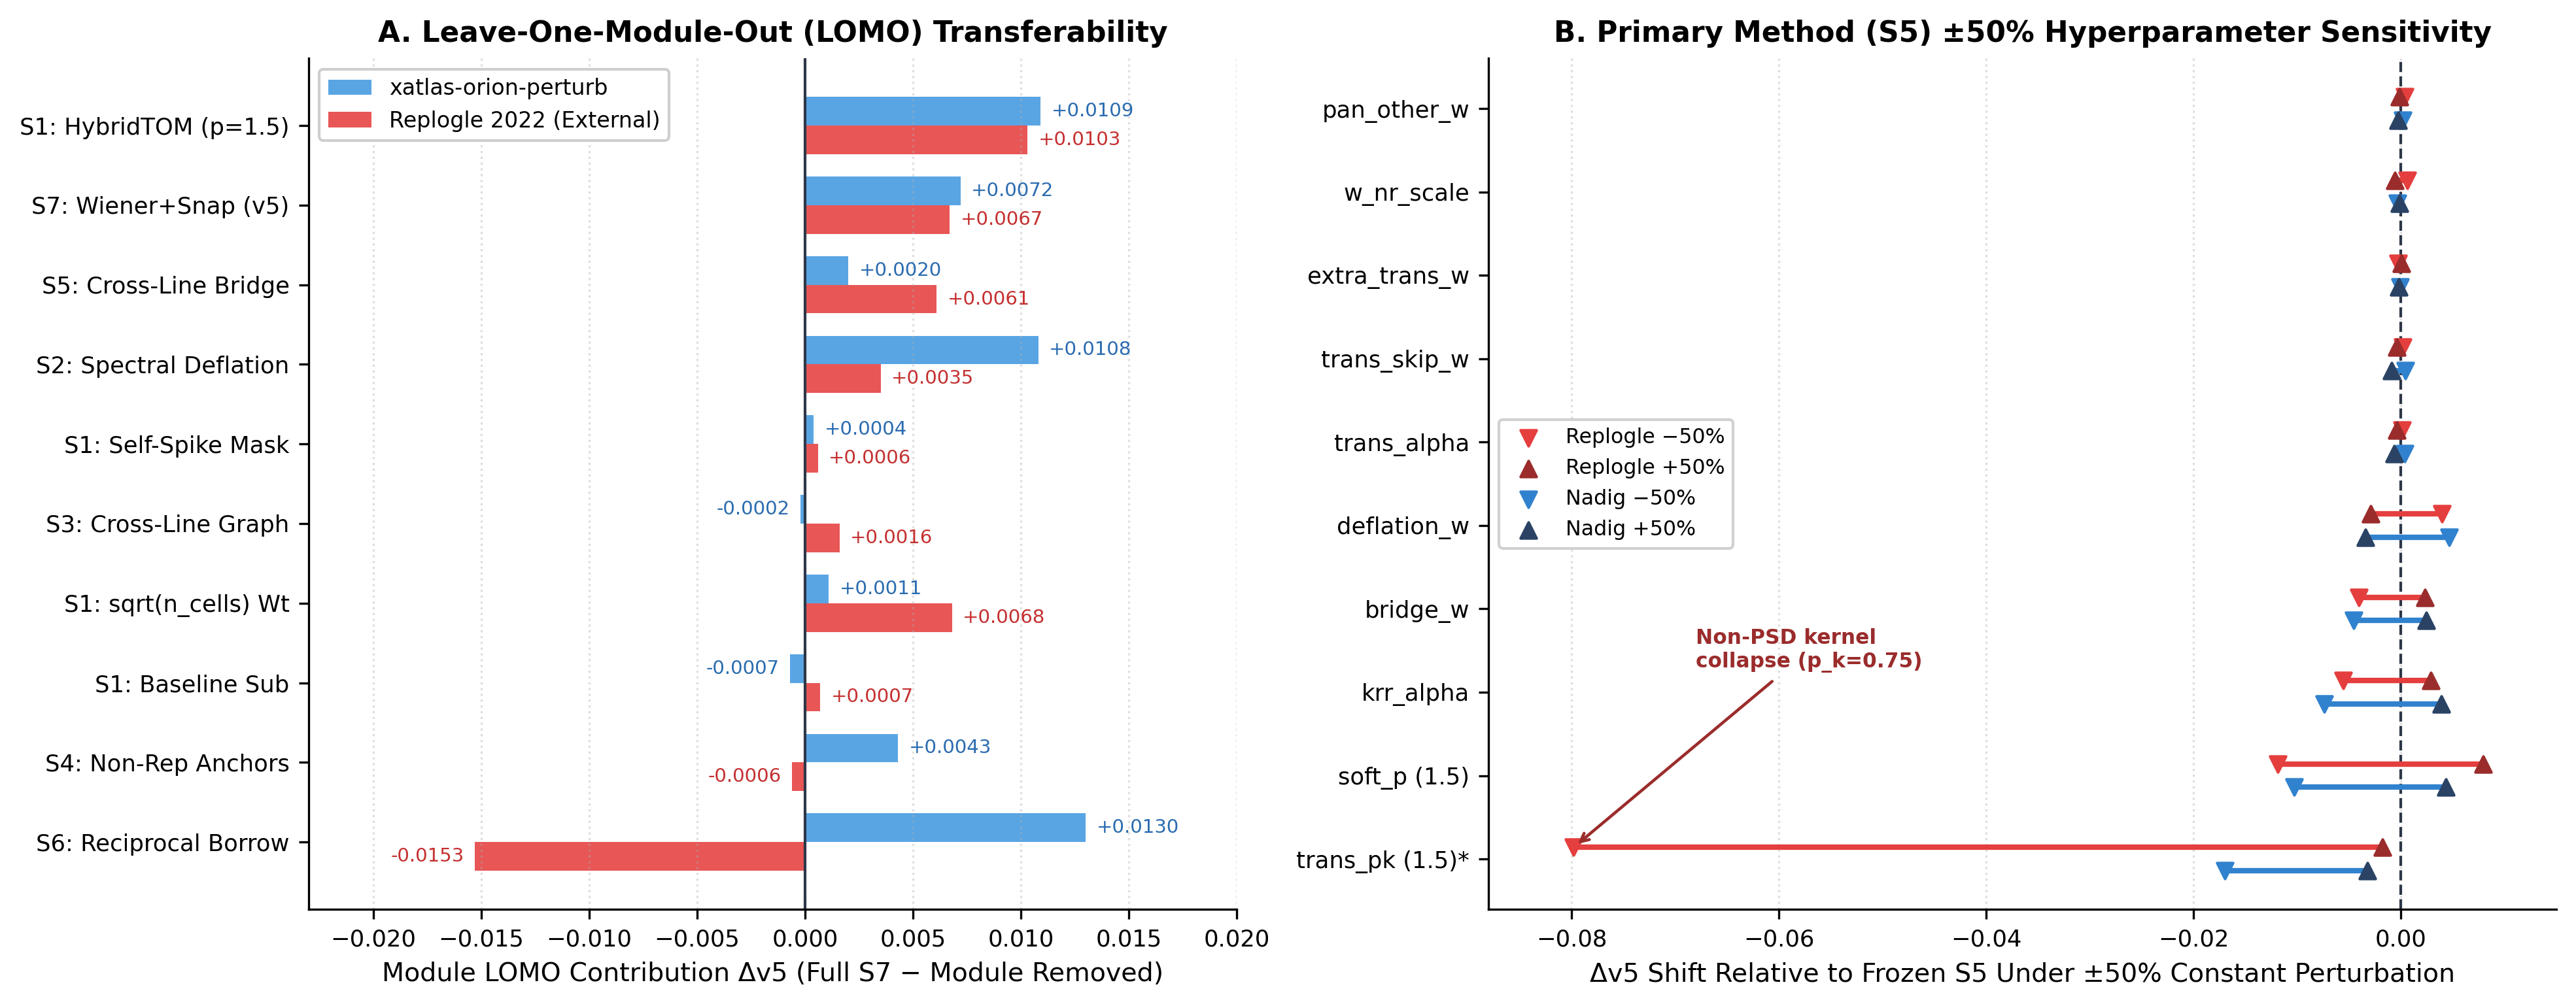 A. Leave-One-Module-Out (LOMO) Transferability
xatlas-orion-perturb
Replogle 2022 (External)
S1: HybridTOM (p=1.5)
+0.0109
+0.0103
S7: Wiener+Snap (v5)
+0.0072
+0.0067
S5: Cross-Line Bridge
+0.0020
+0.0061
S2: Spectral Deflation
+0.0108
+0.0035
S1: Self-Spike Mask
+0.0004
+0.0006
S3: Cross-Line Graph
-0.0002
+0.0016
S1: sqrt(n_cells) Wt
+0.0011
+0.0068
S1: Baseline Sub
-0.0007
+0.0007
S4: Non-Rep Anchors
+0.0043
-0.0006
S6: Reciprocal Borrow
+0.0130
-0.0153
−0.020 −0.015 −0.010 −0.005 0.000 0.005 0.010 0.015 0.020
Module LOMO Contribution Δv5 (Full S7 − Module Removed)
B. Primary Method (S5) ±50% Hyperparameter Sensitivity
pan_other_w
w_nr_scale
extra_trans_w
trans_skip_w
trans_alpha
deflation_w
bridge_w
krr_alpha
soft_p (1.5)
trans_pk (1.5)*
Replogle −50%
Replogle +50%
Nadig −50%
Nadig +50%
Non-PSD kernel
collapse (p_k=0.75)
−0.08 −0.06 −0.04 −0.02 0.00
Δv5 Shift Relative to Frozen S5 Under ±50% Constant Perturbation